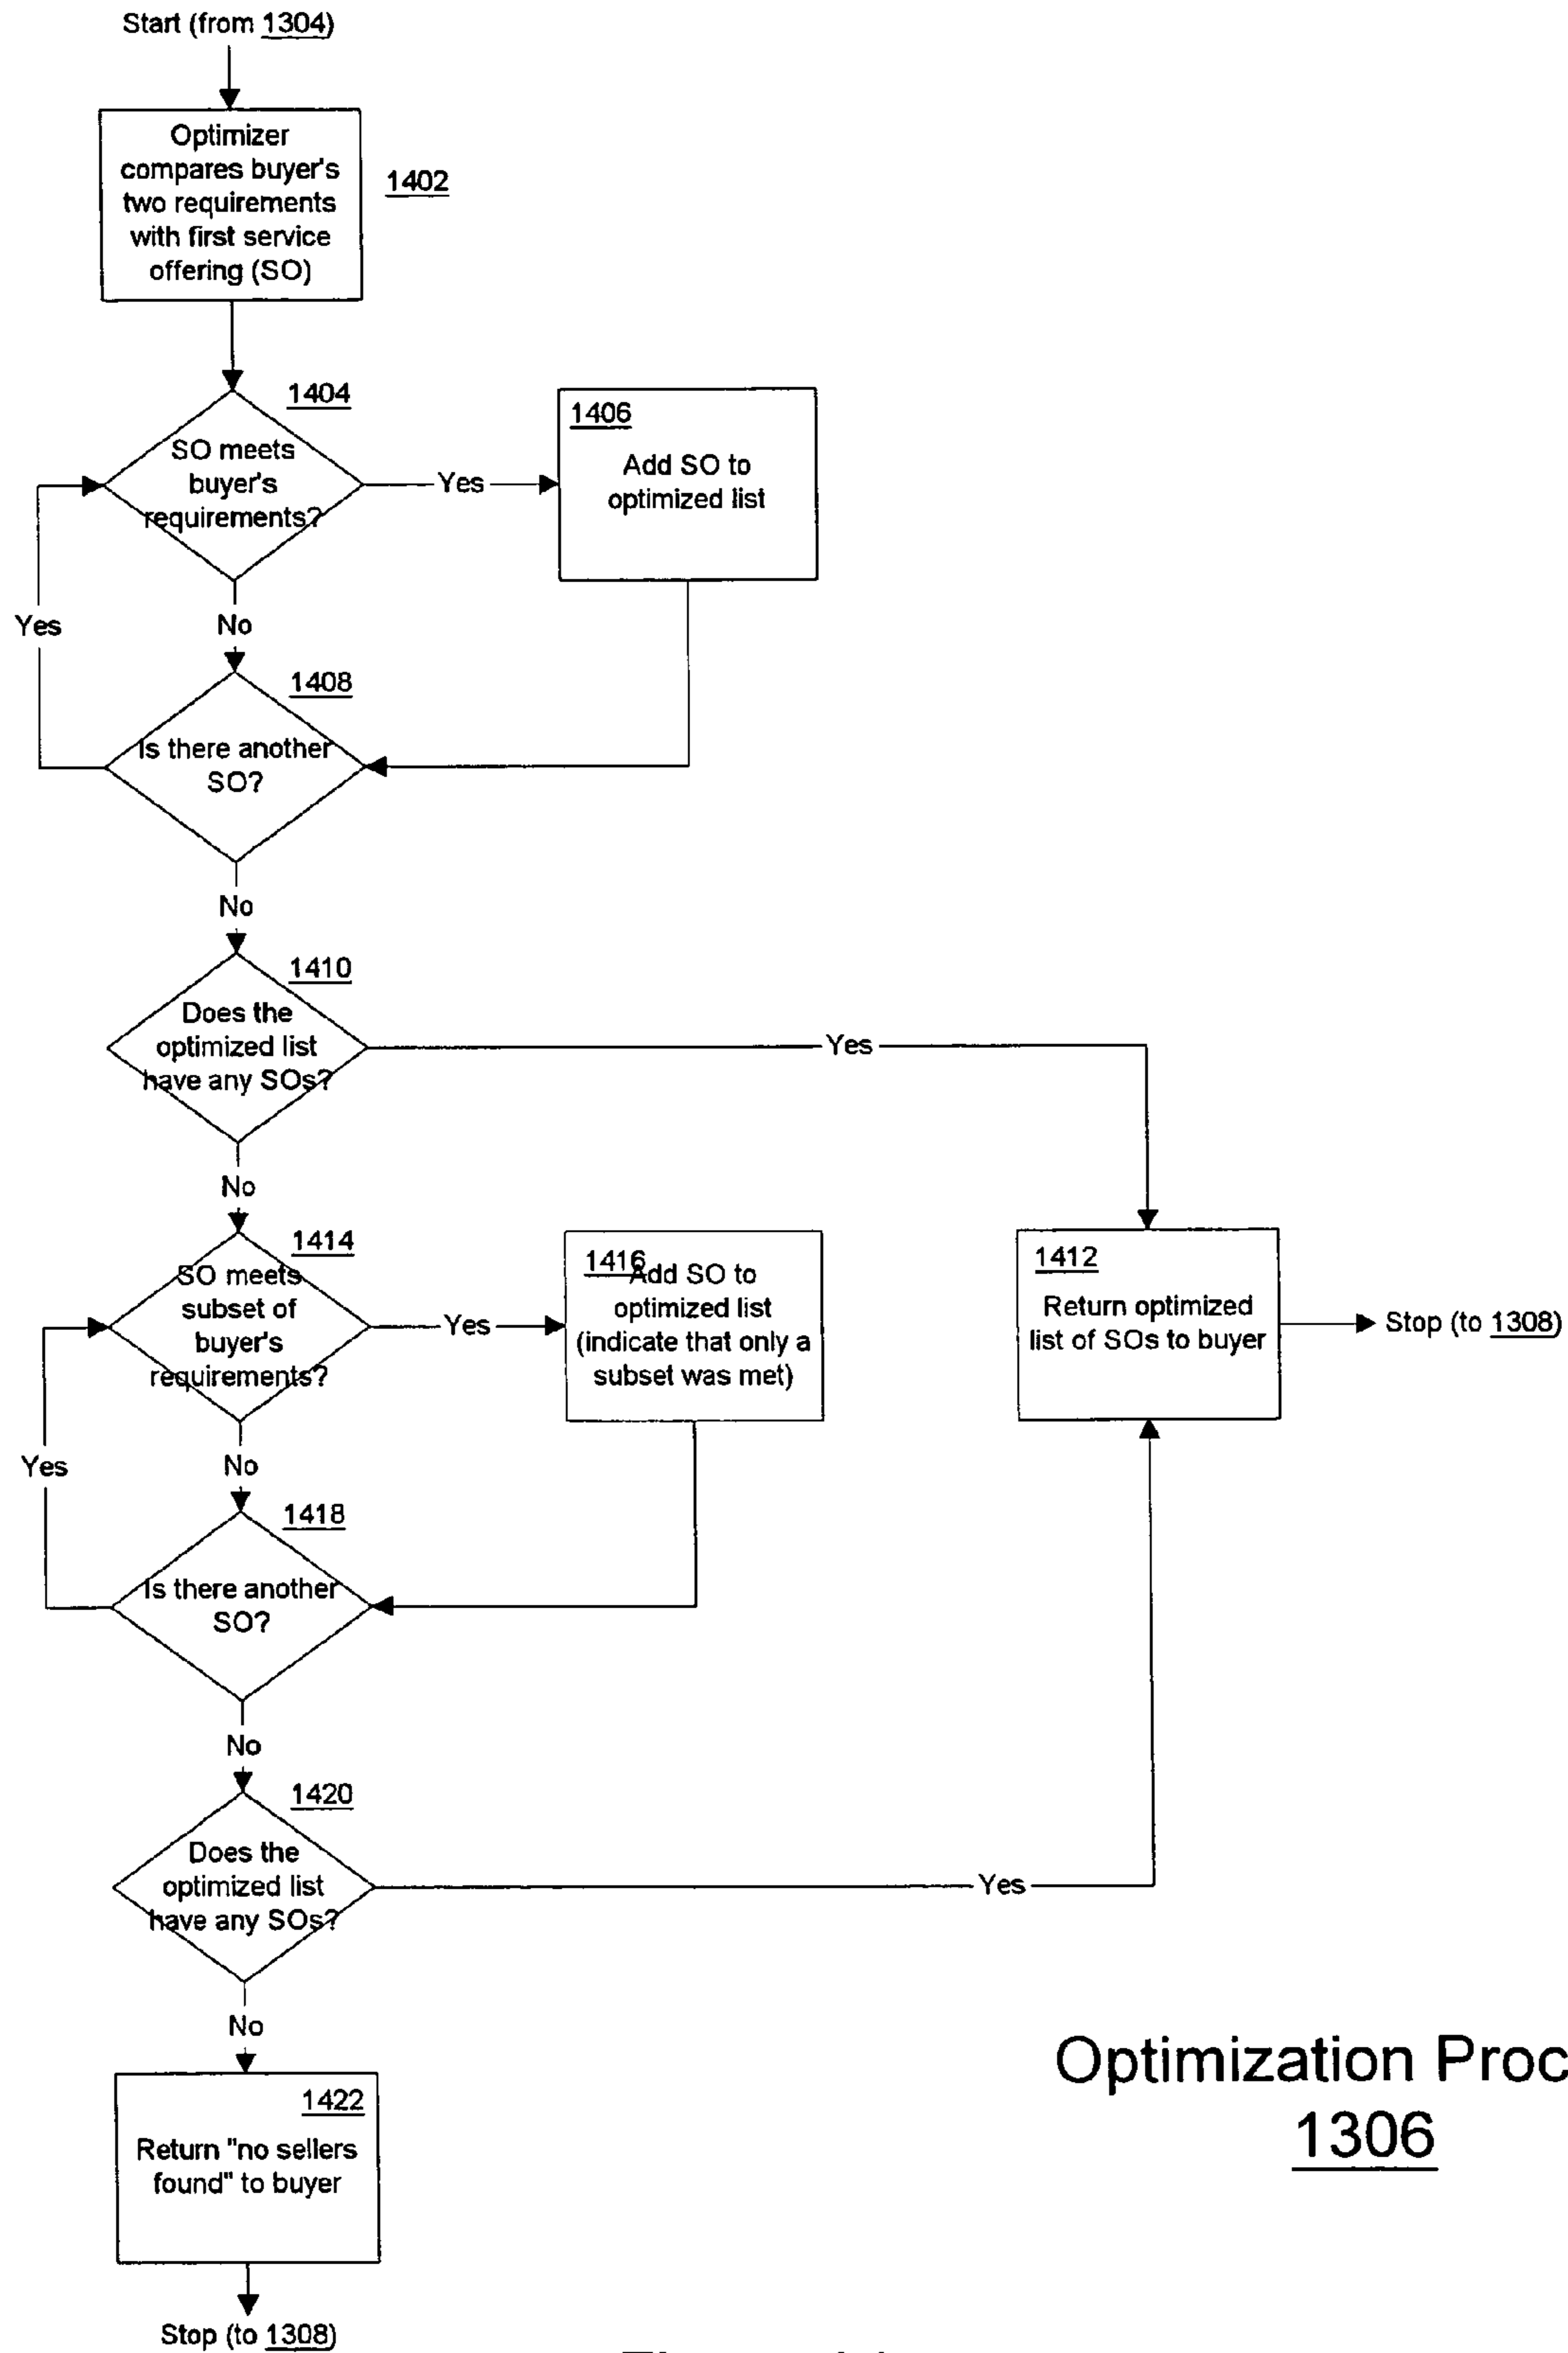 Start (from 1304)
Optimizer
compares buyer's
two requirements
with first service
offering (SO)
1402
1404
SO meets
buyer's
requirements?
Yes
1406
Add SO to
optimized list
Yes
No
1408
Is there another
SO?
No
1410
Does the
optimized list
have any SOs?
Yes
No
1414
SO meets
subset of
buyer's
requirements?
Yes
1416
Add SO to
optimized list
(indicate that only a
subset was met)
1412
Return optimized
list of SOs to buyer
Stop (to 1308)
Yes
No
1418
Is there another
SO?
No
1420
Does the
optimized list
have any SOs?
Yes
No
1422
Return "no sellers
found" to buyer
Stop (to 1308)
Optimization Proc
1306